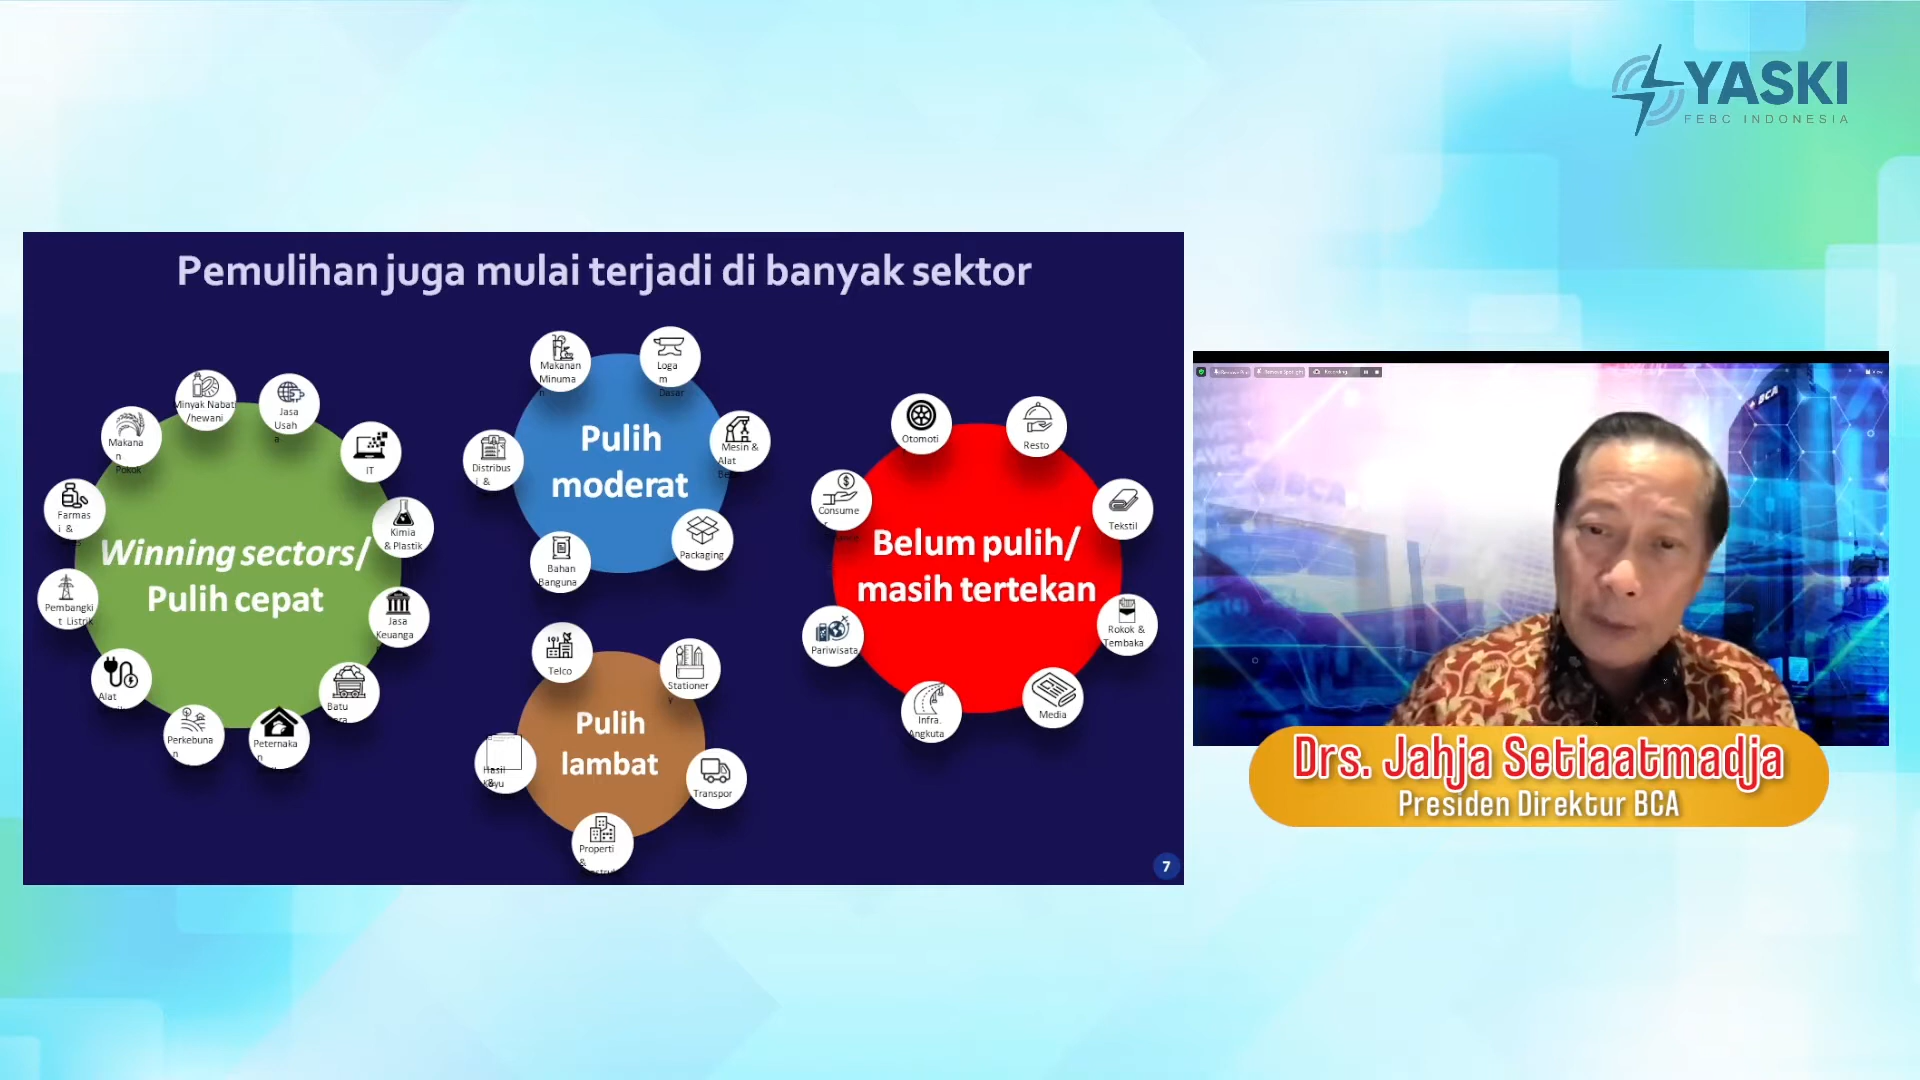 YASKI
FEBC INDONESIA
Pemulihan juga mulai terjadi di banyak sektor
Minyak Nabati
/hewani
Jasa
Usah
a
IT
Kimia
& Plastik
Jasa
Keuanga
Batu
Peternaka
n
Perkebuna
n
Alat
Pembangki
t Listrik
Farmas
i &
Makana
n
Pokok
Winning sectors/
Pulih cepat
Makanan
Minuma
n
Loga
m
Dasar
Mesin &
Alat
Packaging
Bahan
Banguna
Distribus
i &
Pulih
moderat
Telco
Stationer
y
Transpor
Properti
&
Hasil
Kayu
Pulih
lambat
Otomoti
Resto
Tekstil
Rokok &
Tembaka
Media
Infra.
Angkuta
Pariwisata
Consume
r
Belum pulih/
masih tertekan
7
BCA
Drs. Jahja Setiaatmadja
Presiden Direktur BCA